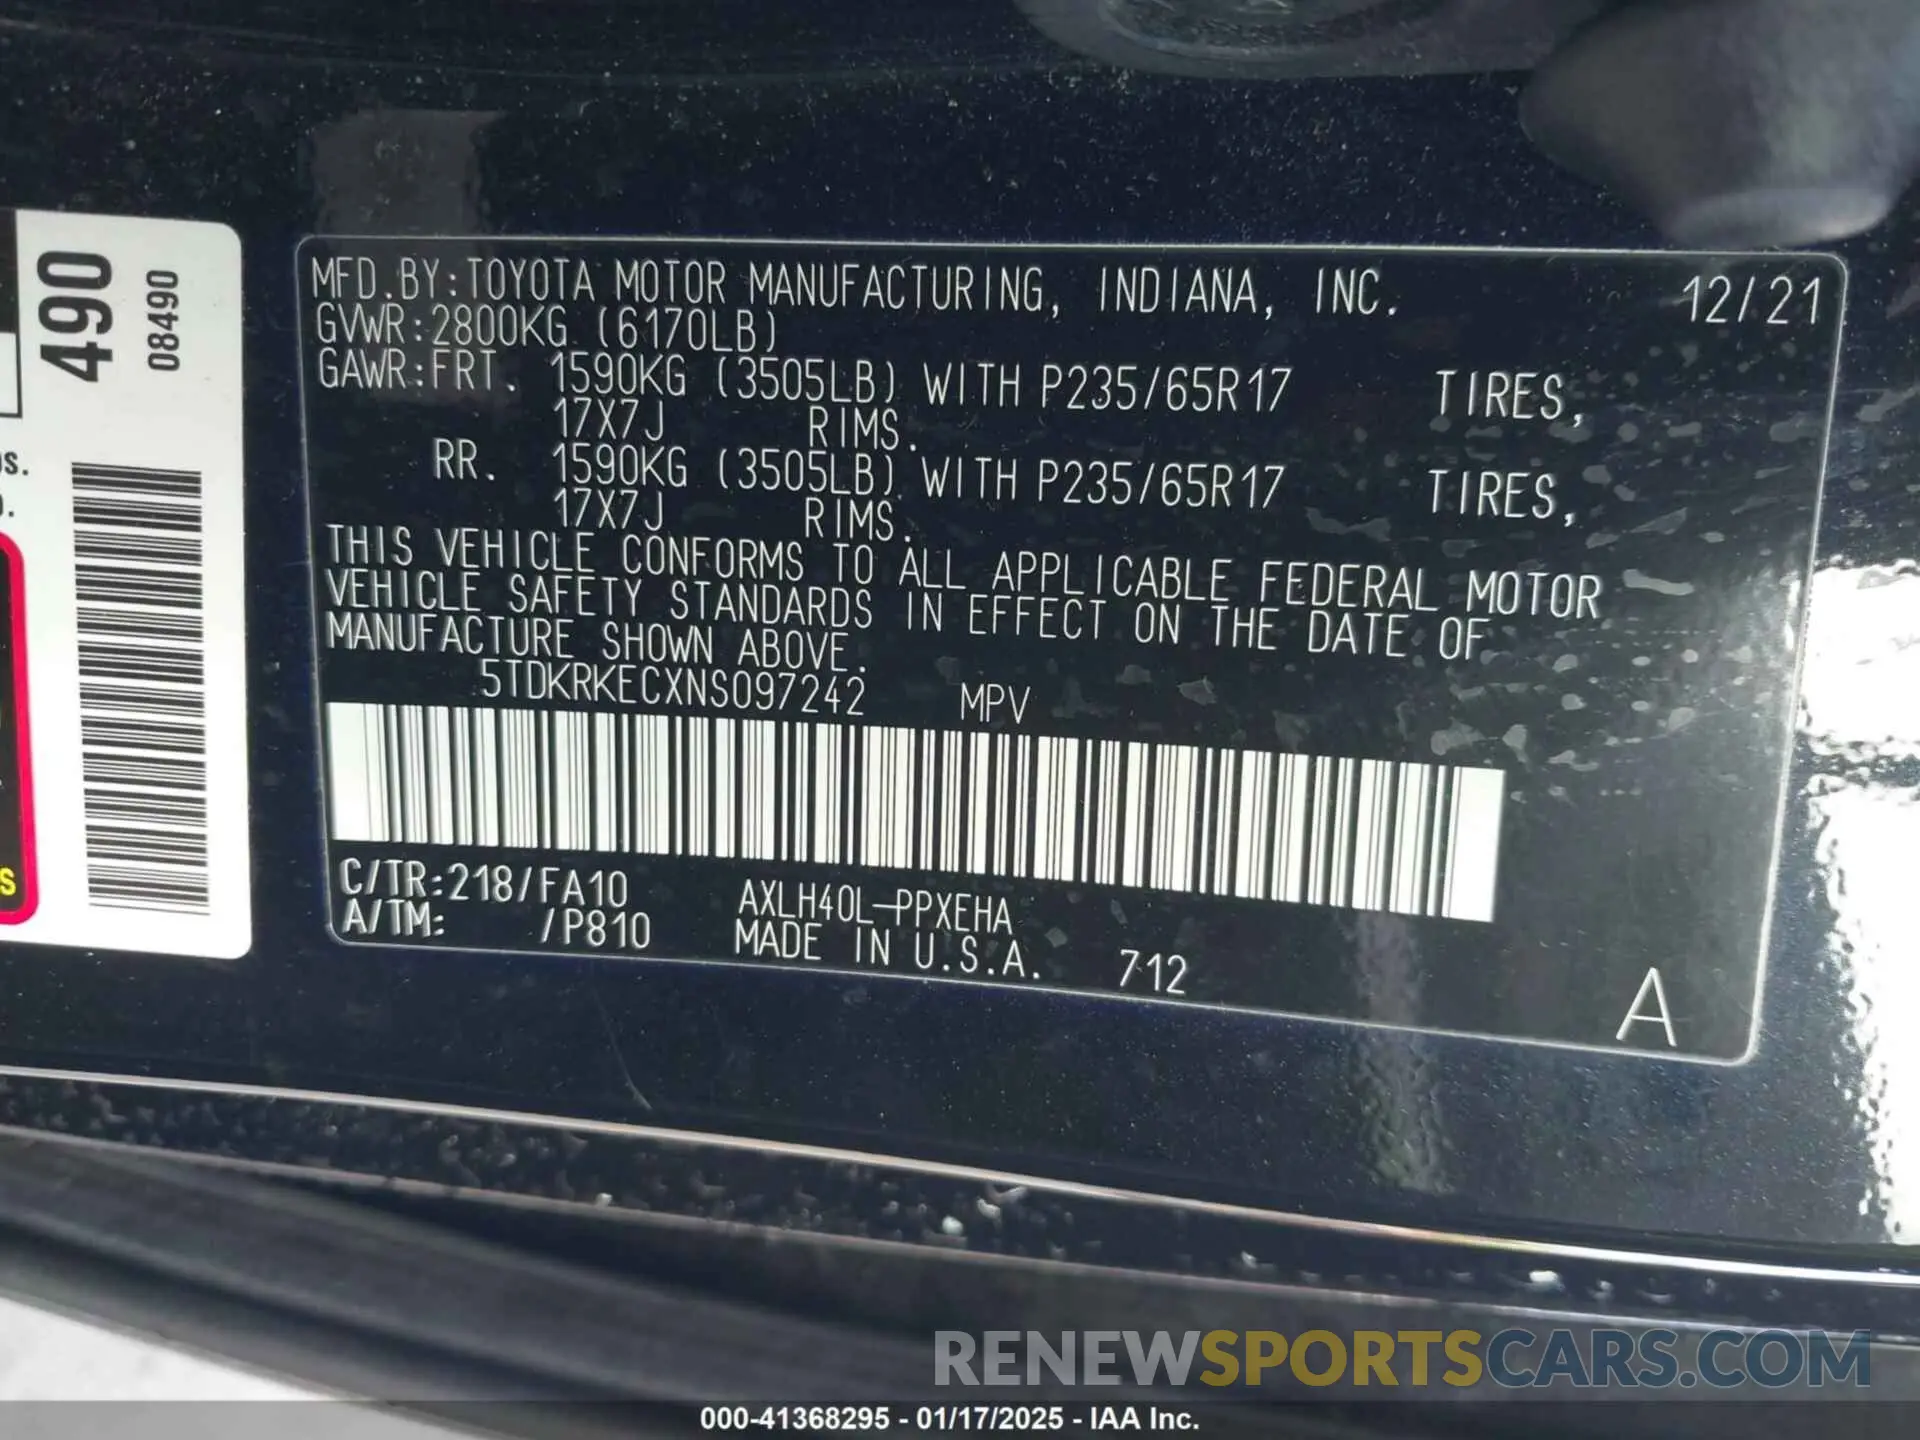 490
08490
os.
S
MFD.BY:TOYOTA MOTOR MANUFACTURING, INDIANA, INC. 12/21
GVWR:2800KG (6170LB)
GAWR:FRT. 1590KG (3505LB) WITH P235/65R17 TIRES,
17X7J RIMS.
RR. 1590KG (3505LB) WITH P235/65R17 TIRES,
17X7J RIMS.
THIS VEHICLE CONFORMS TO ALL APPLICABLE FEDERAL MOTOR
VEHICLE SAFETY STANDARDS IN EFFECT ON THE DATE OF
MANUFACTURE SHOWN ABOVE.
5TDKRKECXNS097242 MPV
C/TR:218/FA10 AXLH40L-PPXEHA
A/TM: /P810 MADE IN U.S.A. 712
A
RENEWSPORTSCARS.COM
000-41368295 - 01/17/2025 - IAA Inc.